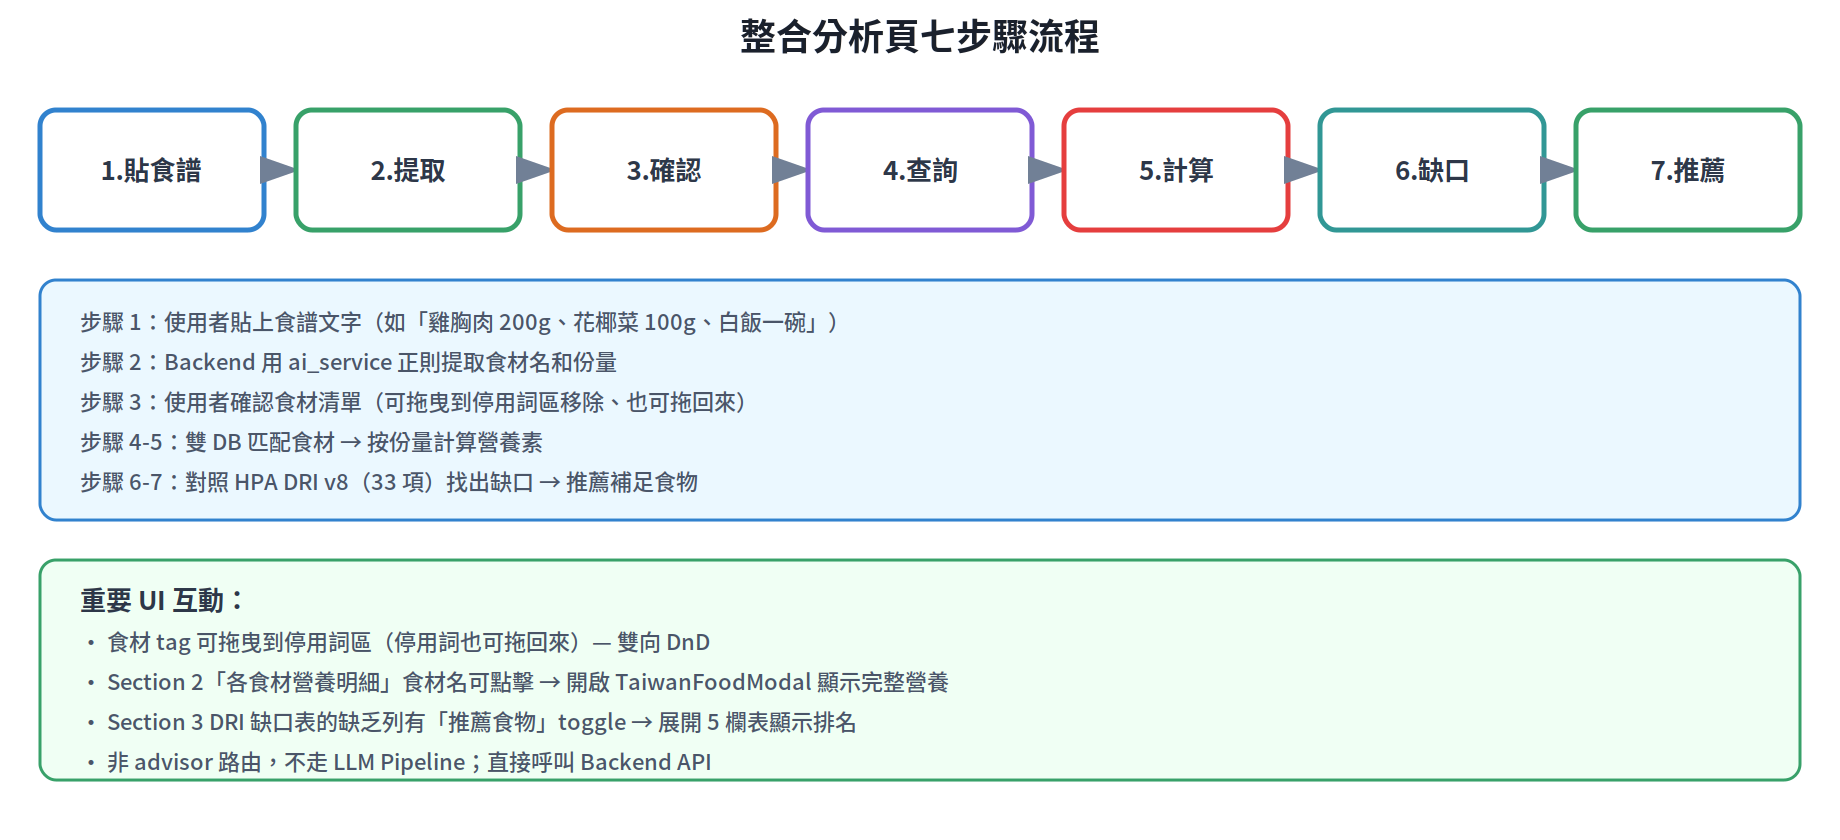 整合分析頁七步驟流程
1.貼食譜
2.提取
3.確認
4.查詢
5.計算
6.缺口
7.推薦
步驟 1：使用者貼上食譜文字（如「雞胸肉 200g、花椰菜 100g、白飯一碗」）
步驟 2：Backend 用 ai_service 正則提取食材名和份量
步驟 3：使用者確認食材清單（可拖曳到停用詞區移除、也可拖回來）
步驟 4-5：雙 DB 匹配食材 → 按份量計算營養素
步驟 6-7：對照 HPA DRI v8（33 項）找出缺口 → 推薦補足食物
重要 UI 互動：
・ 食材 tag 可拖曳到停用詞區（停用詞也可拖回來）— 雙向 DnD
・ Section 2「各食材營養明細」食材名可點擊 → 開啟 TaiwanFoodModal 顯示完整營養
・ Section 3 DRI 缺口表的缺乏列有「推薦食物」toggle → 展開 5 欄表顯示排名
・ 非 advisor 路由，不走 LLM Pipeline；直接呼叫 Backend API